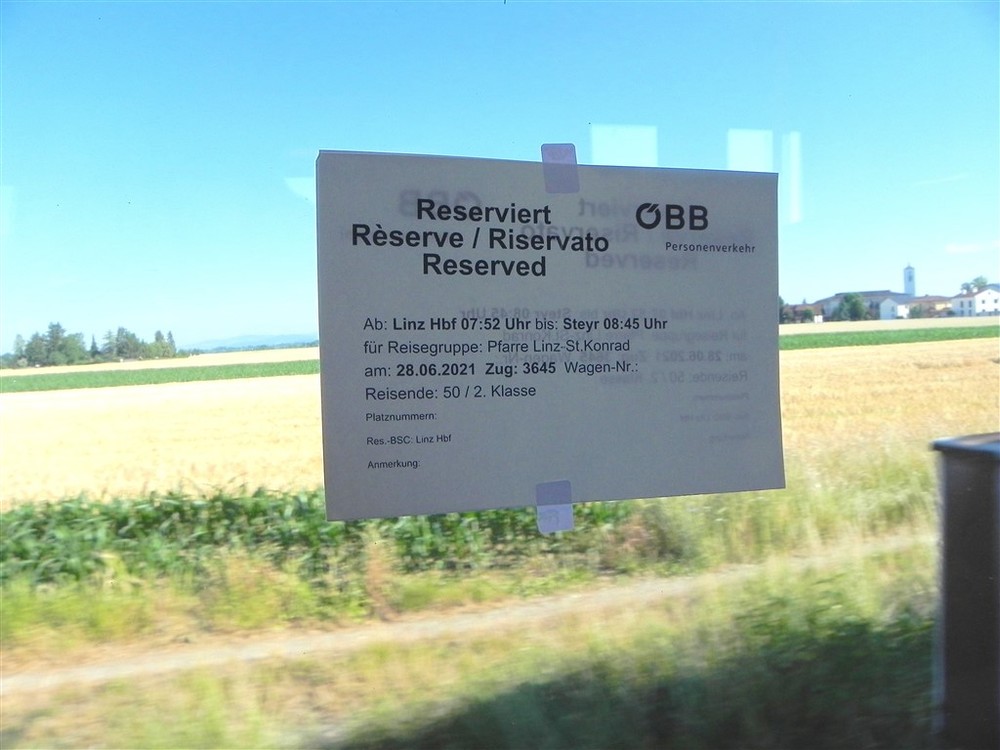 Reserviert
Rèserve / Riservato
Reserved
ÖBB
Personenverkehr
Ab: Linz Hbf 07:52 Uhr bis: Steyr 08:45 Uhr
für Reisegruppe: Pfarre Linz-St.Konrad
am: 28.06.2021 Zug: 3645 Wagen-Nr.:
Reisende: 50 / 2. Klasse
Platznummern:
Res.-BSC: Linz Hbf
Anmerkung: